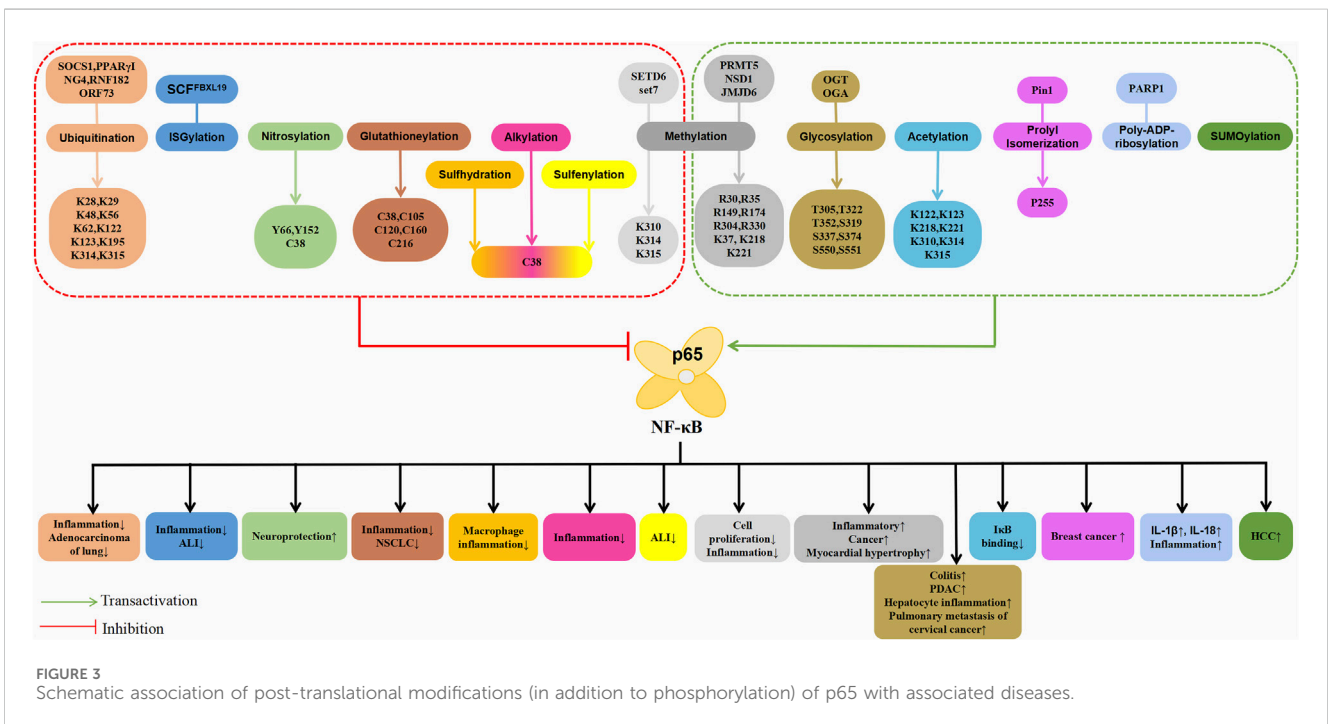 SOCS1,PPARγI
NG4,RNF182
ORF73
SCFFBXL19
SETD6
set7
PRMT5
NSD1
JMJD6
OGT
OGA
Pin1
PARP1
Ubiquitination
ISGylation
Nitrosylation
Glutathioneylation
Alkylation
Methylation
Glycosylation
Acetylation
Prolyl
Isomerization
Poly-ADP-
ribosylation
SUMOylation
Sulfhydration
Sulfenylation
K28,K29
K48,K56
K62,K122
K123,K195
K314,K315
Y66,Y152
C38
C38,C105
C120,C160
C216
C38
K310
K314
K315
R30,R35
R149,R174
R304,R330
K37, K218
K221
T305,T322
T352,S319
S337,S374
S550,S551
K122,K123
K218,K221
K310,K314
K315
P255
p65
NF-κB
Inflammation↓
Adenocarcinoma
of lung↓
Inflammation↓
ALI↓
Neuroprotection↑
Inflammation↓
NSCLC↓
Macrophage
inflammation↓
Inflammation↓
ALI↓
Cell
proliferation↓
Inflammation↓
Inflammatory↑
Cancer↑
Myocardial hypertrophy↑
Colitis↑
PDAC↑
Hepatocyte inflammation↑
Pulmonary metastasis of
cervical cancer↑
IκB
binding↓
Breast cancer ↑
IL-1β↑, IL-18↑
Inflammation↑
HCC↑
Transactivation
Inhibition
FIGURE 3
Schematic association of post-translational modifications (in addition to phosphorylation) of p65 with associated diseases.